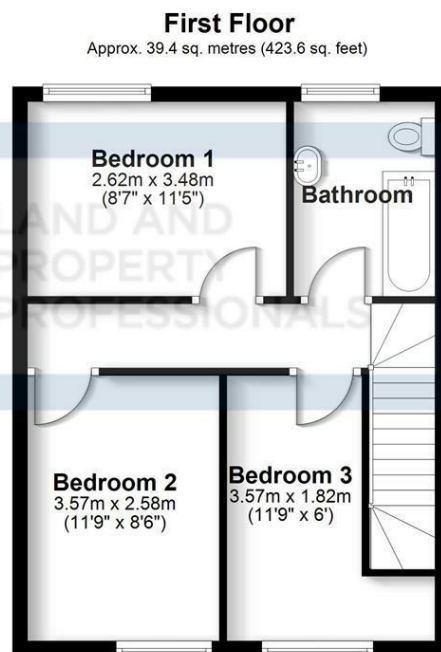 First Floor
Approx. 39.4 sq. metres (423.6 sq. feet)
Bedroom 1
2.62m x 3.48m
(8'7" x 11'5")
Bathroom
LAND AND
PROPERTY
PROFESSIONALS
Bedroom 2
3.57m x 2.58m
(11'9" x 8'6")
Bedroom 3
3.57m x 1.82m
(11'9" x 6')